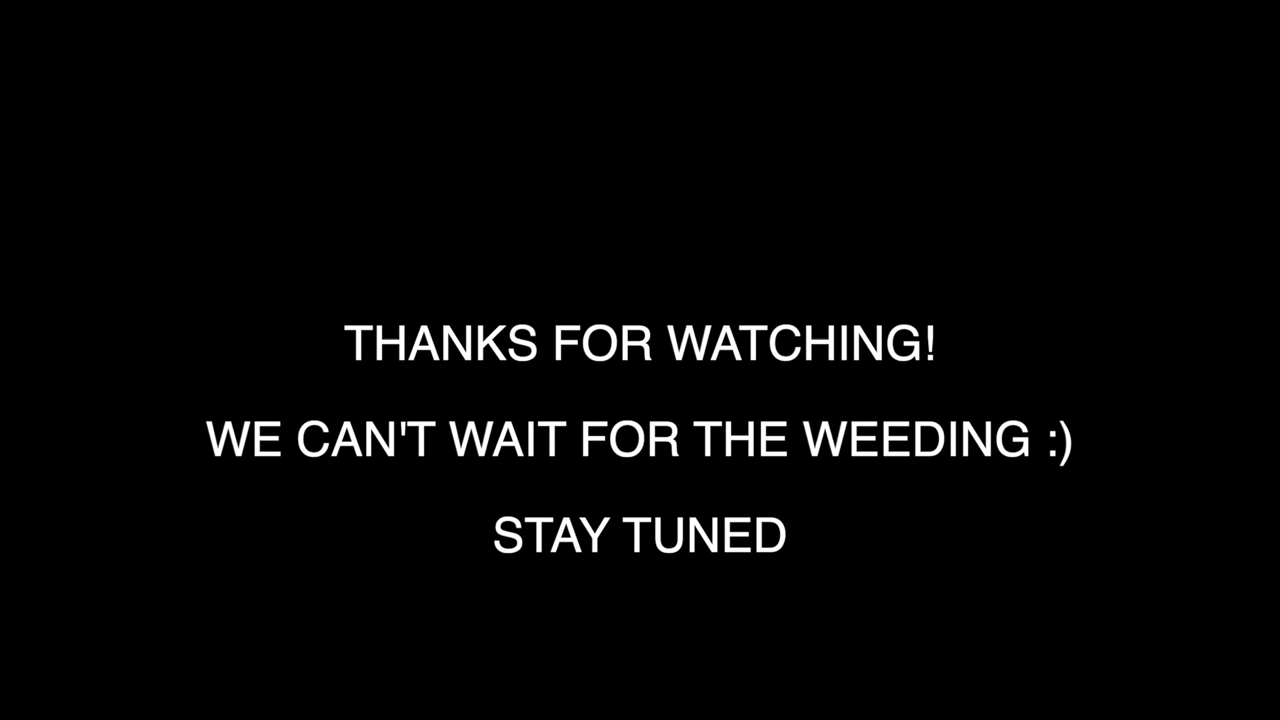 THANKS FOR WATCHING!
WE CAN'T WAIT FOR THE WEEDING :)
STAY TUNED